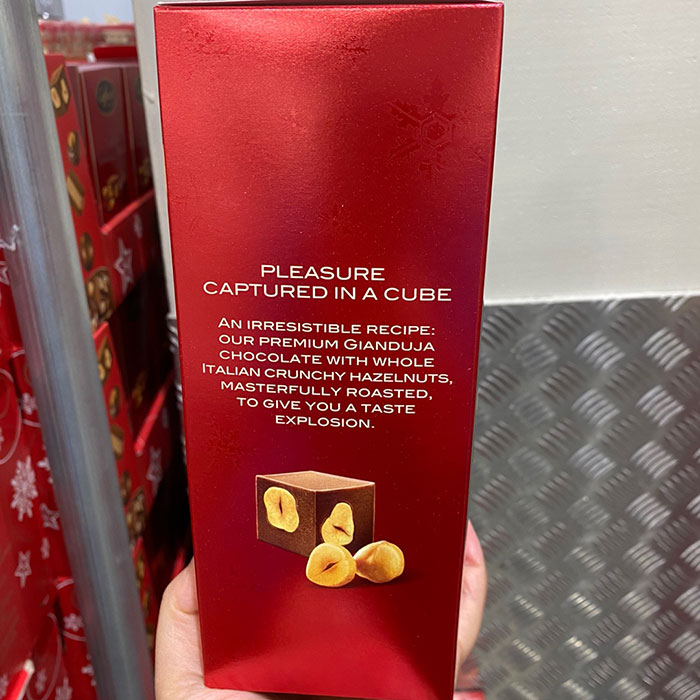 PLEASURE
CAPTURED IN A CUBE
AN IRRESISTIBLE RECIPE:
OUR PREMIUM GIANDUJA
CHOCOLATE WITH WHOLE
ITALIAN CRUNCHY HAZELNUTS,
MASTERFULLY ROASTED,
TO GIVE YOU A TASTE
EXPLOSION.